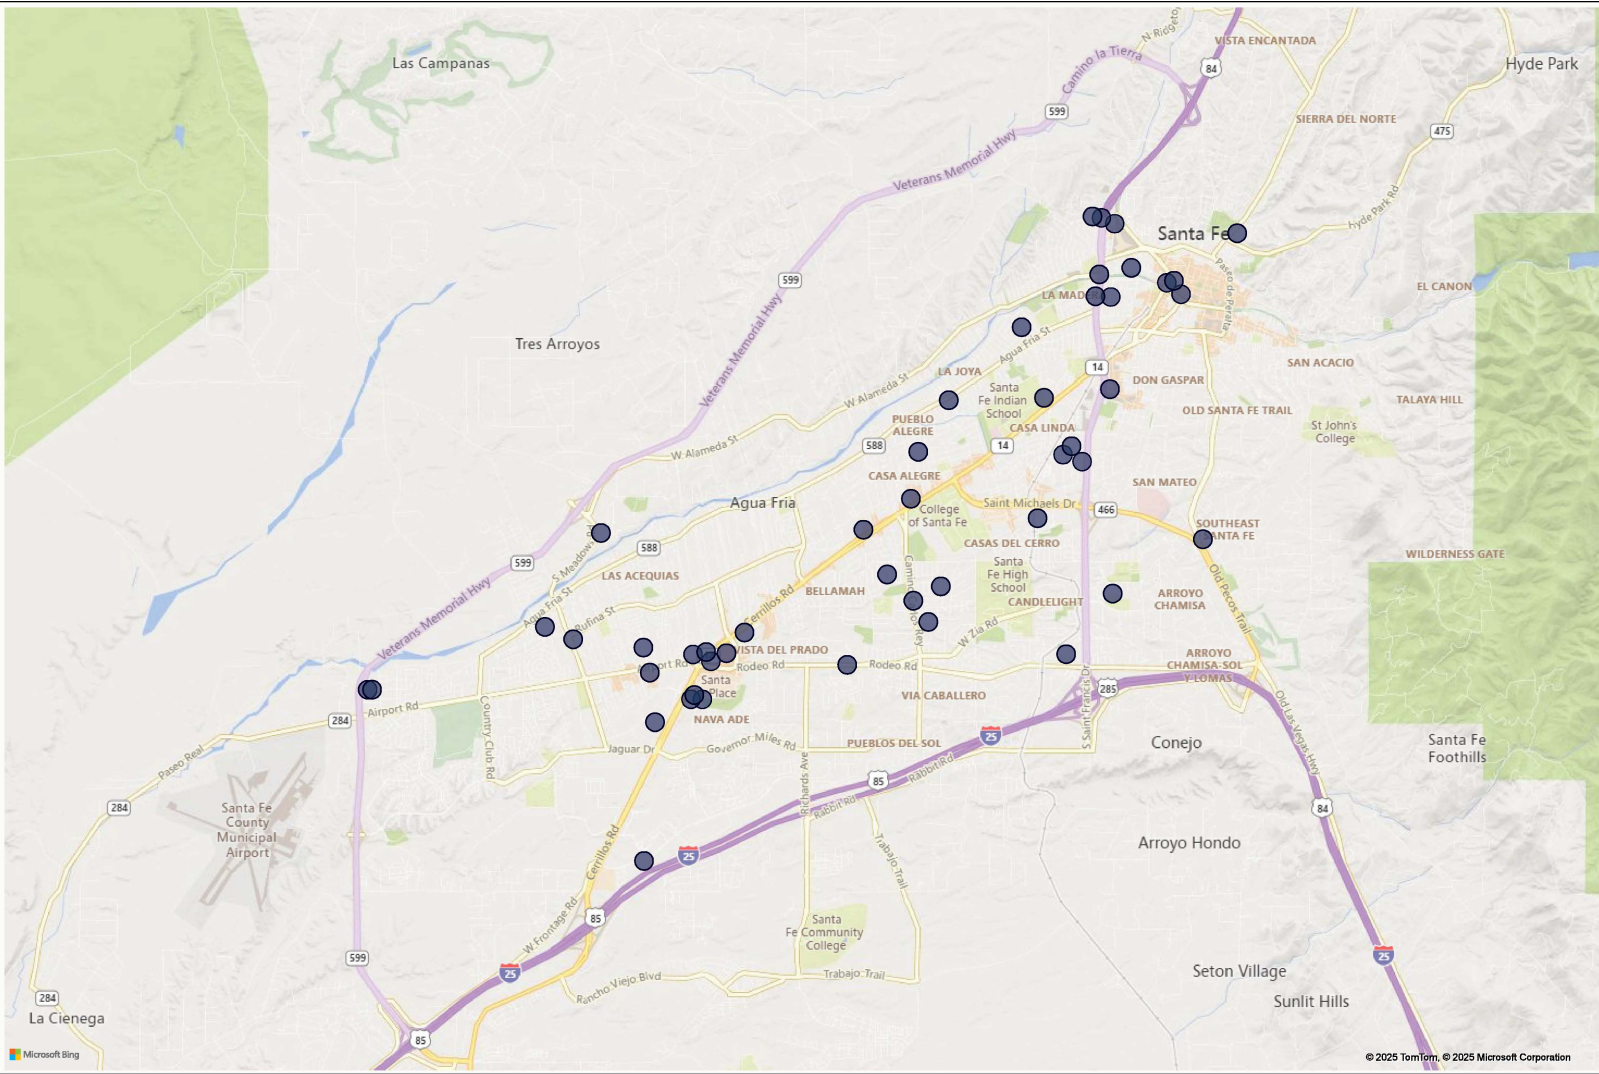 VISTA ENCANTADA
Las Campanas
Hyde Park
84
Camino la Tierra
599
SIERRA DEL NORTE
475
Veterans Memorial Hwy
Hyde Park Rd
Santa Fe
Paseo de Peralta
599
EL CANON
Veterans Memorial Hwy
Tres Arroyos
Agua Fria St
SAN ACACIO
14
LA JOYA
DON GASPAR
W Alameda St
Santa
Fe Indian
School
TALAYA HILL
OLD SANTA FE TRAIL
PUEBLO
ALEGRE
CASA LINDA
St John's
College
W Alameda St
588
14
CASA ALEGRE
SAN MATEO
Agua Fria
Saint Michaels Dr
466
College
of Santa Fe
SOUTHEAST
SANTA FE
CASAS DEL CERRO
WILDERNESS GATE
588
599
S Meadows Rd
LAS ACEQUIAS
Santa
Fe High
School
BELLAMAH
Cerrillos Rd
CANDLELIGHT
ARROYO
CHAMISA
Old Pecos Trail
Agua Fria St
Rufina St
Veterans Memorial Hwy
W Zia Rd
VISTA DEL PRADO
Rodeo Rd
Rodeo Rd
ARROYO
CHAMISA-SOL
Y-LOMAS
Santa
Place
285
VIA CABALLERO
S Saint Francis Dr
Airport Rd
284
NAVA ADE
25
Country Club Rd
Jaguar Dr
Governor Miles Rd
PUEBLOS DEL SOL
Conejo
Santa Fe
Foothills
Old Las Vegas Hwy
Paseo Real
Richards Ave
85
Rabbit Rd
Rabbit Rd
284
Santa Fe
County
Municipal
Airport
84
Arroyo Hondo
Cerrillos Rd
25
Trabajo Trail
85
W Frontage Rd
Santa
Fe Community
College
599
25
25
Seton Village
Rancho Viejo Blvd
Trabajo Trail
284
Sunlit Hills
La Cienega
85
Microsoft Bing
© 2025 TomTom, © 2025 Microsoft Corporation